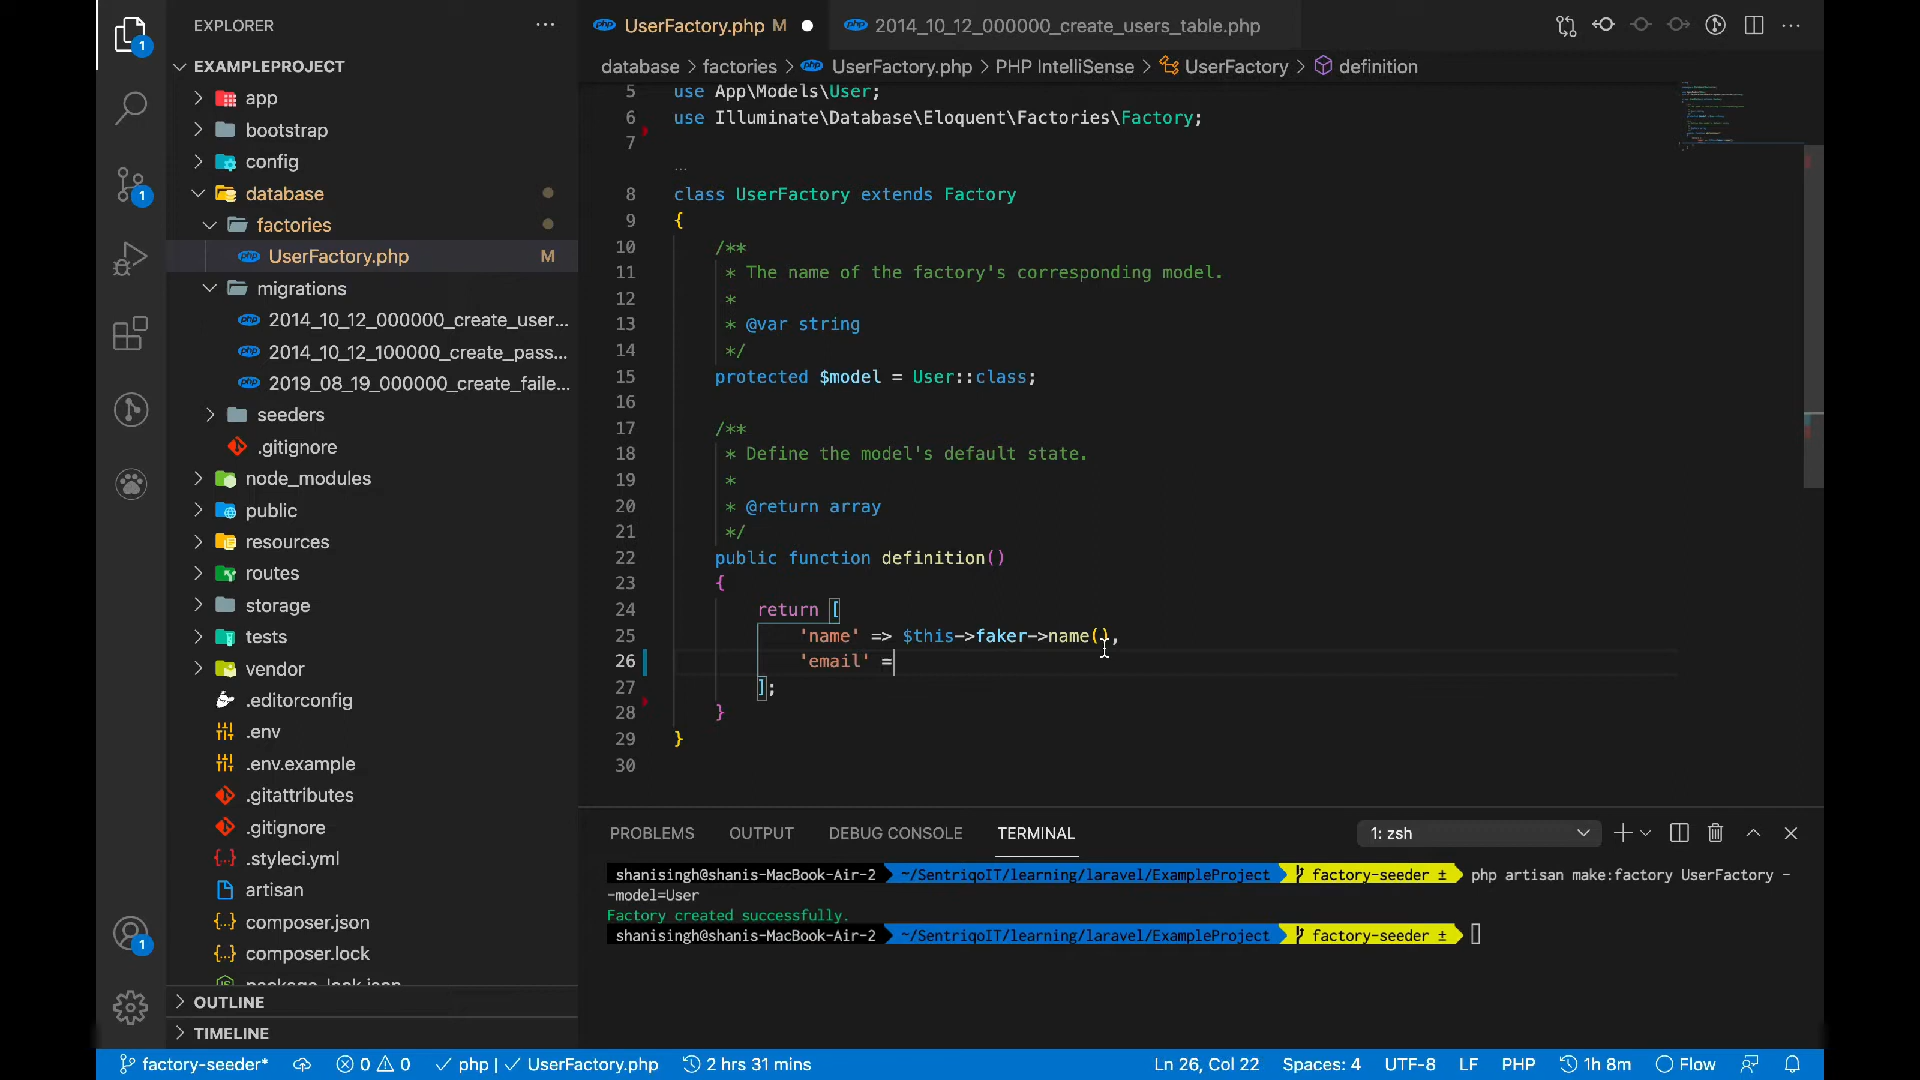 EXPLORER
EXAMPLEPROJECT
app
bootstrap
config
database
factories
UserFactory.php M
migrations
2014_10_12_000000_create_user...
2014_10_12_100000_create_pass...
2019_08_19_000000_create_faile...
seeders
.gitignore
node_modules
public
resources
routes
storage
tests
vendor
.editorconfig
.env
.env.example
.gitattributes
.gitignore
.styleci.yml
artisan
composer.json
composer.lock
package-lock.json
OUTLINE
TIMELINE
1
1
1
UserFactory.php M
2014_10_12_000000_create_users_table.php
database > factories > UserFactory.php > PHP IntelliSense > UserFactory > definition
5 use App\Models\User;
6 use Illuminate\Database\Eloquent\Factories\Factory;
7
...
8 class UserFactory extends Factory
9 {
10 /**
11 * The name of the factory's corresponding model.
12 *
13 * @var string
14 */
15 protected $model = User::class;
16
17 /**
18 * Define the model's default state.
19 *
20 * @return array
21 */
22 public function definition()
23 {
24 return [
25 'name' => $this->faker->name(),
26 'email' =
27 ];
28 }
29 }
30
PROBLEMS OUTPUT DEBUG CONSOLE TERMINAL 1: zsh
shanisingh@shanis-MacBook-Air-2 ~/SentriqoIT/learning/laravel/ExampleProject factory-seeder ± php artisan make:factory UserFactory -
-model=User
Factory created successfully.
shanisingh@shanis-MacBook-Air-2 ~/SentriqoIT/learning/laravel/ExampleProject factory-seeder ±
factory-seeder* 0 0 php | UserFactory.php 2 hrs 31 mins Ln 26, Col 22 Spaces: 4 UTF-8 LF PHP 1h 8m Flow